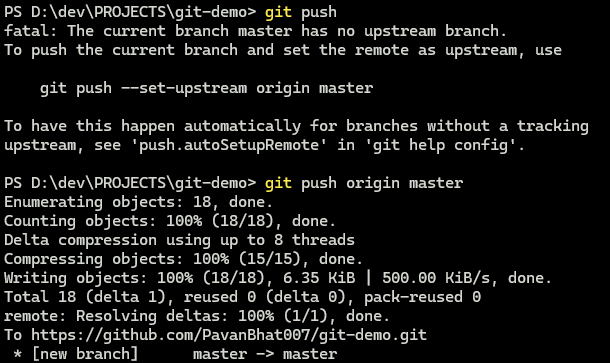 PS D:\dev\PROJECTS\git-demo> git push
fatal: The current branch master has no upstream branch.
To push the current branch and set the remote as upstream, use
    git push --set-upstream origin master
To have this happen automatically for branches without a tracking
upstream, see 'push.autoSetupRemote' in 'git help config'.
PS D:\dev\PROJECTS\git-demo> git push origin master
Enumerating objects: 18, done.
Counting objects: 100% (18/18), done.
Delta compression using up to 8 threads
Compressing objects: 100% (15/15), done.
Writing objects: 100% (18/18), 6.35 KiB | 500.00 KiB/s, done.
Total 18 (delta 1), reused 0 (delta 0), pack-reused 0
remote: Resolving deltas: 100% (1/1), done.
To https://github.com/PavanBhat007/git-demo.git
 * [new branch]      master -> master